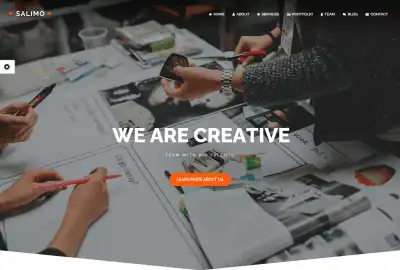 SALIMO
HOME ABOUT SERVICES PORTFOLIO TEAM BLOG CONTACT
WE ARE CREATIVE
TEAM WITH BIG TALENTS
LEARN MORE ABOUT US